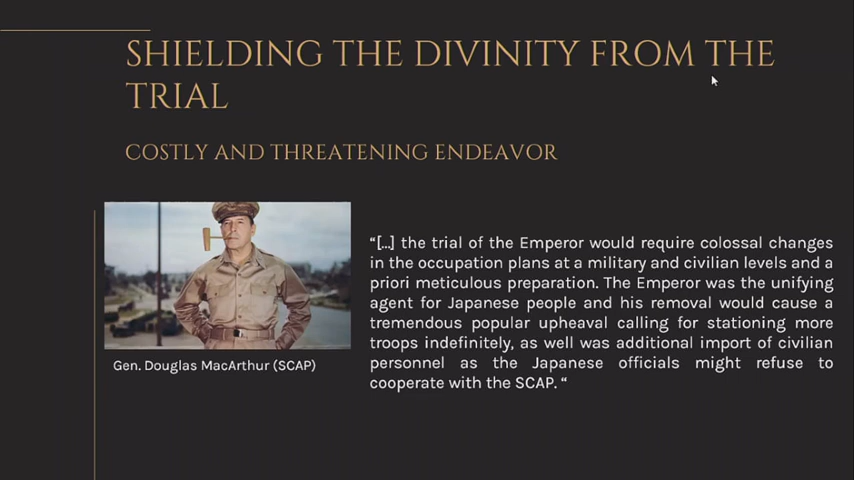 SHIELDING THE DIVINITY FROM THE
TRIAL
COSTLY AND THREATENING ENDEAVOR
“[…] the trial of the Emperor would require colossal changes
in the occupation plans at a military and civilian levels and a
priori meticulous preparation. The Emperor was the unifying
agent for Japanese people and his removal would cause a
tremendous popular upheaval calling for stationing more
troops indefinitely, as well was additional import of civilian
personnel as the Japanese officials might refuse to
cooperate with the SCAP. “
Gen. Douglas MacArthur (SCAP)